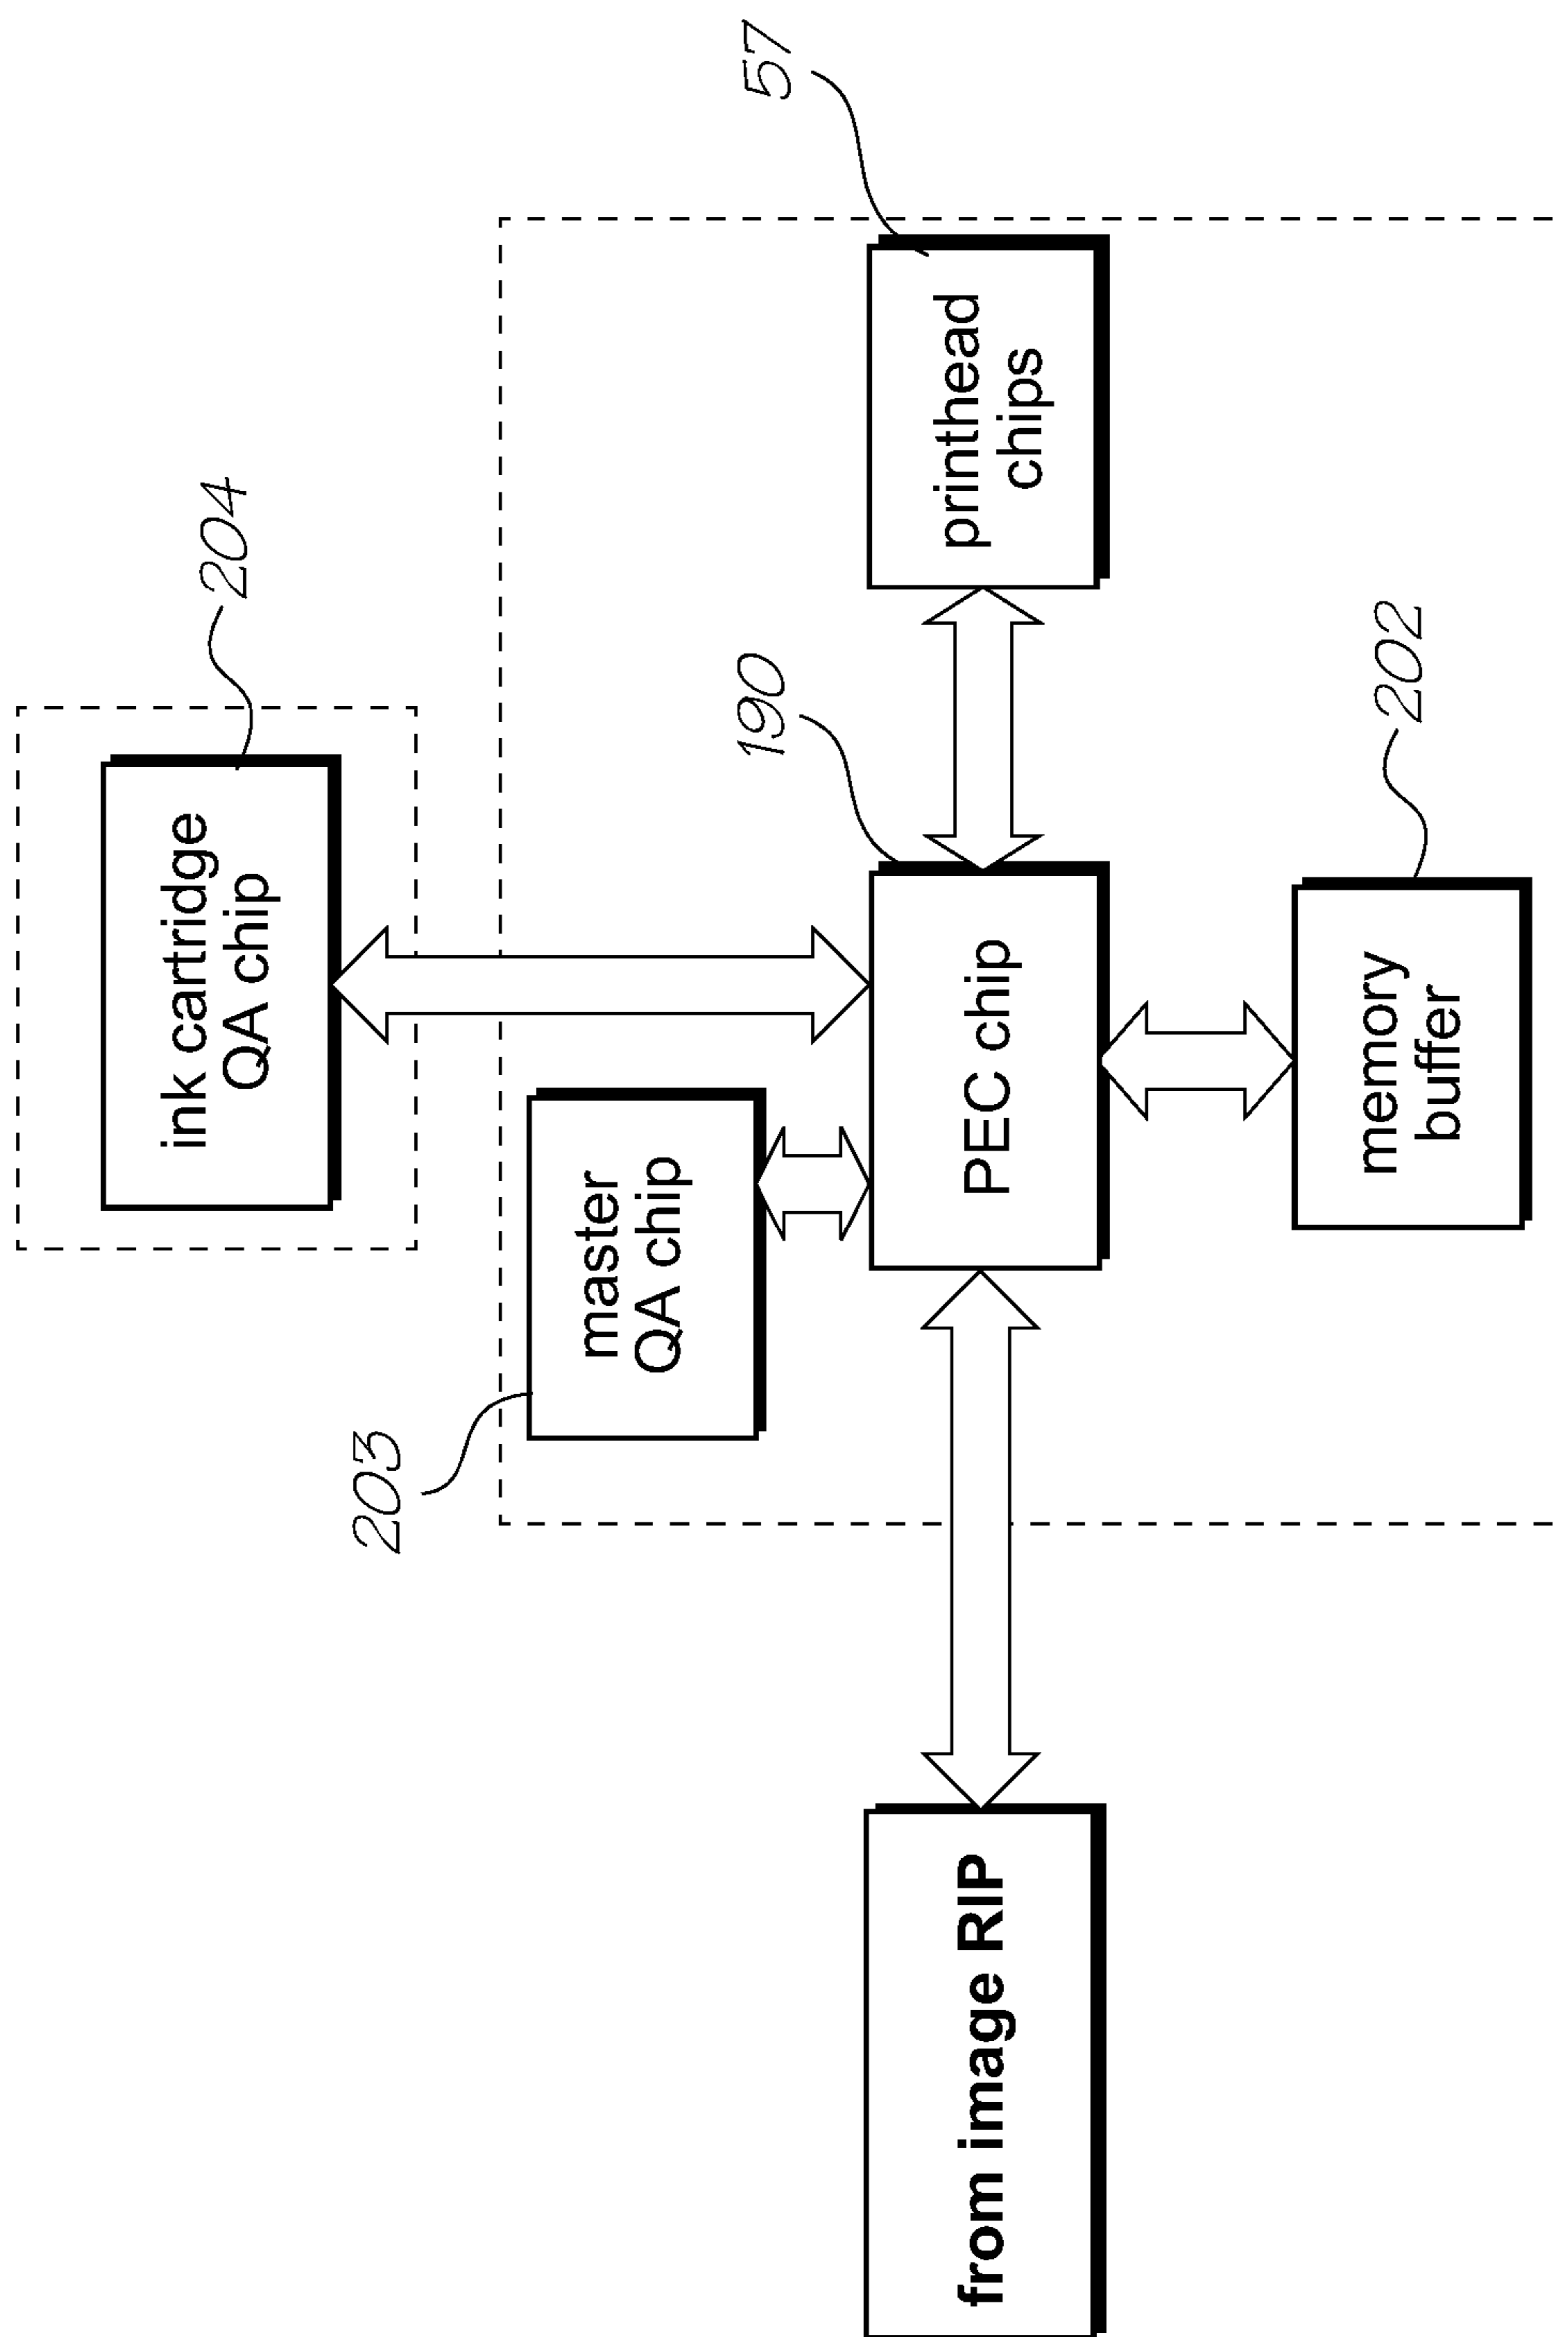 204
ink cartridge
QA chip
203
master
QA chip
190
57
from image RIP
PEC chip
printhead
chips
memory
buffer
202